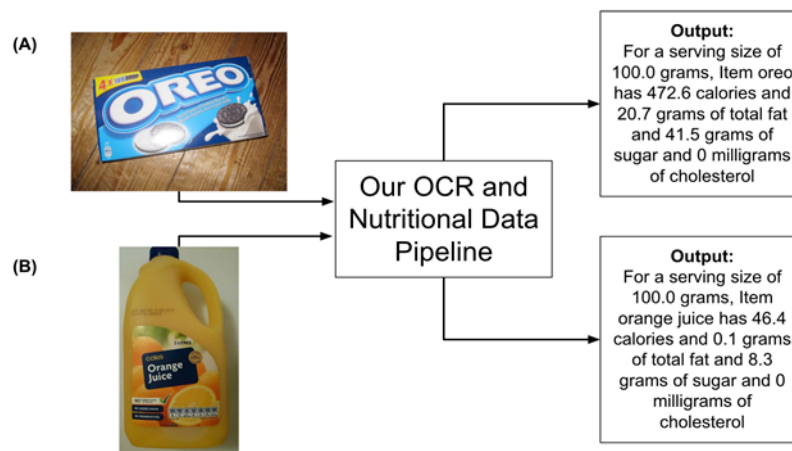 (A)
4 x
OREO
Output:
For a serving size of
100.0 grams, Item oreo
has 472.6 calories and
20.7 grams of total fat
and 41.5 grams of
sugar and 0 milligrams
of cholesterol
Our OCR and
Nutritional Data
Pipeline
(B)
coles
Orange
Juice
Output:
For a serving size of
100.0 grams, Item
orange juice has 46.4
calories and 0.1 grams
of total fat and 8.3
grams of sugar and 0
milligrams of
cholesterol